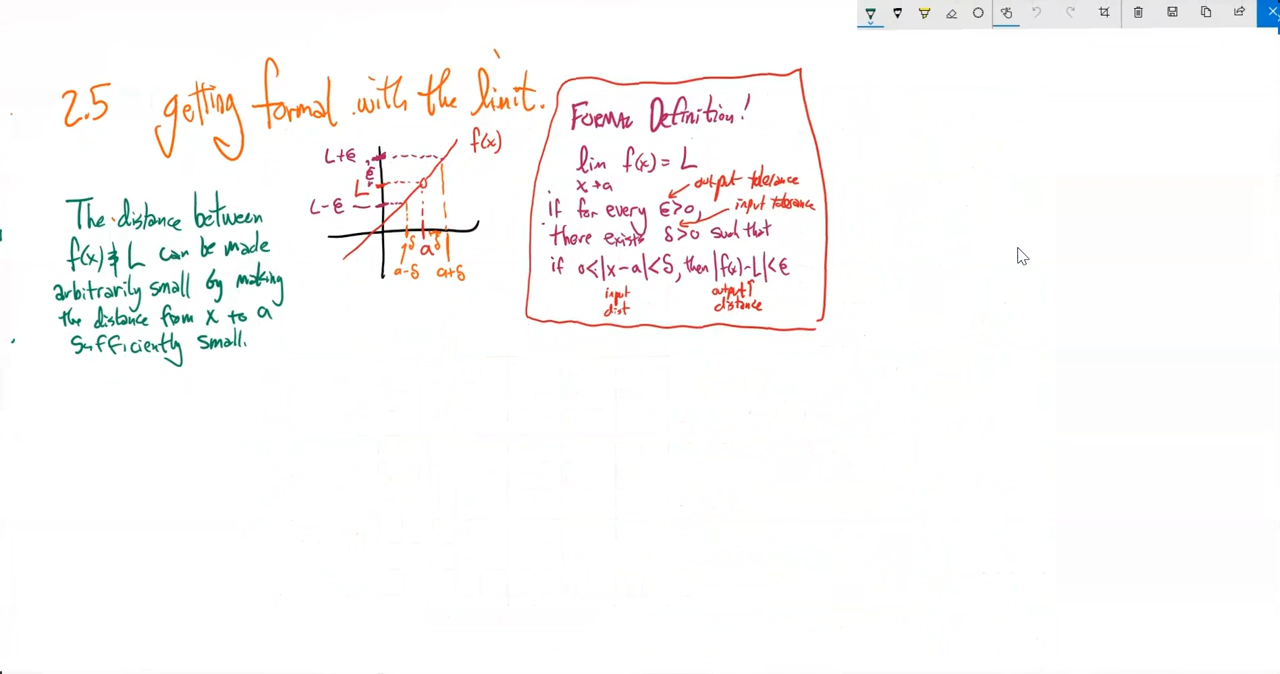 2.5 getting formal with the limit.
The distance between
f(x) & L can be made
arbitrarily small by making
the distance from x to a
sufficiently small.
f(x)
L+ε
ε
L
L-ε
δ
δ
a
a-δ
a+δ
FORMAL Definition!
lim f(x) = L
x→a
output tolerance
if for every ε>0,
input tolerance
there exists δ>0 such that
if 0<|x-a|<δ, then |f(x)-L|<ε
input
dist
output
distance